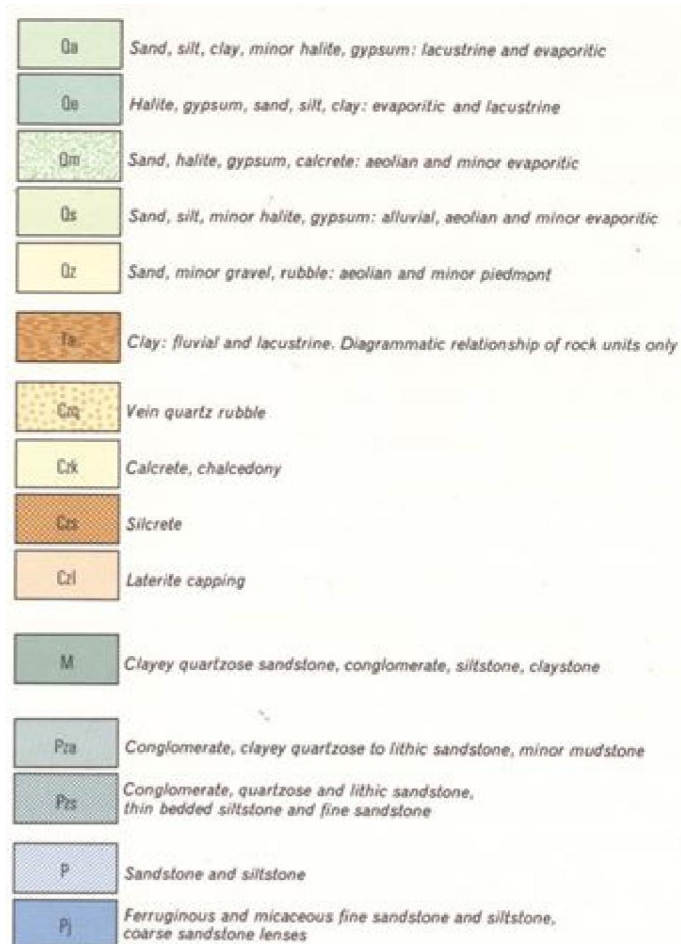 Qa Sand, silt, clay, minor halite, gypsum: lacustrine and evaporitic
Qe Halite, gypsum, sand, silt, clay: evaporitic and lacustrine
Qm Sand, halite, gypsum, calcrete: aeolian and minor evaporitic
Qs Sand, silt, minor halite, gypsum: alluvial, aeolian and minor evaporitic
Qz Sand, minor gravel, rubble: aeolian and minor piedmont
Ta Clay: fluvial and lacustrine. Diagrammatic relationship of rock units only
Czq Vein quartz rubble
Czk Calcrete, chalcedony
Czs Silcrete
Czl Laterite capping
M Clayey quartzose sandstone, conglomerate, siltstone, claystone
Pza Conglomerate, clayey quartzose to lithic sandstone, minor mudstone
Pzs Conglomerate, quartzose and lithic sandstone,
thin bedded siltstone and fine sandstone
P Sandstone and siltstone
Pj Ferruginous and micaceous fine sandstone and siltstone,
coarse sandstone lenses